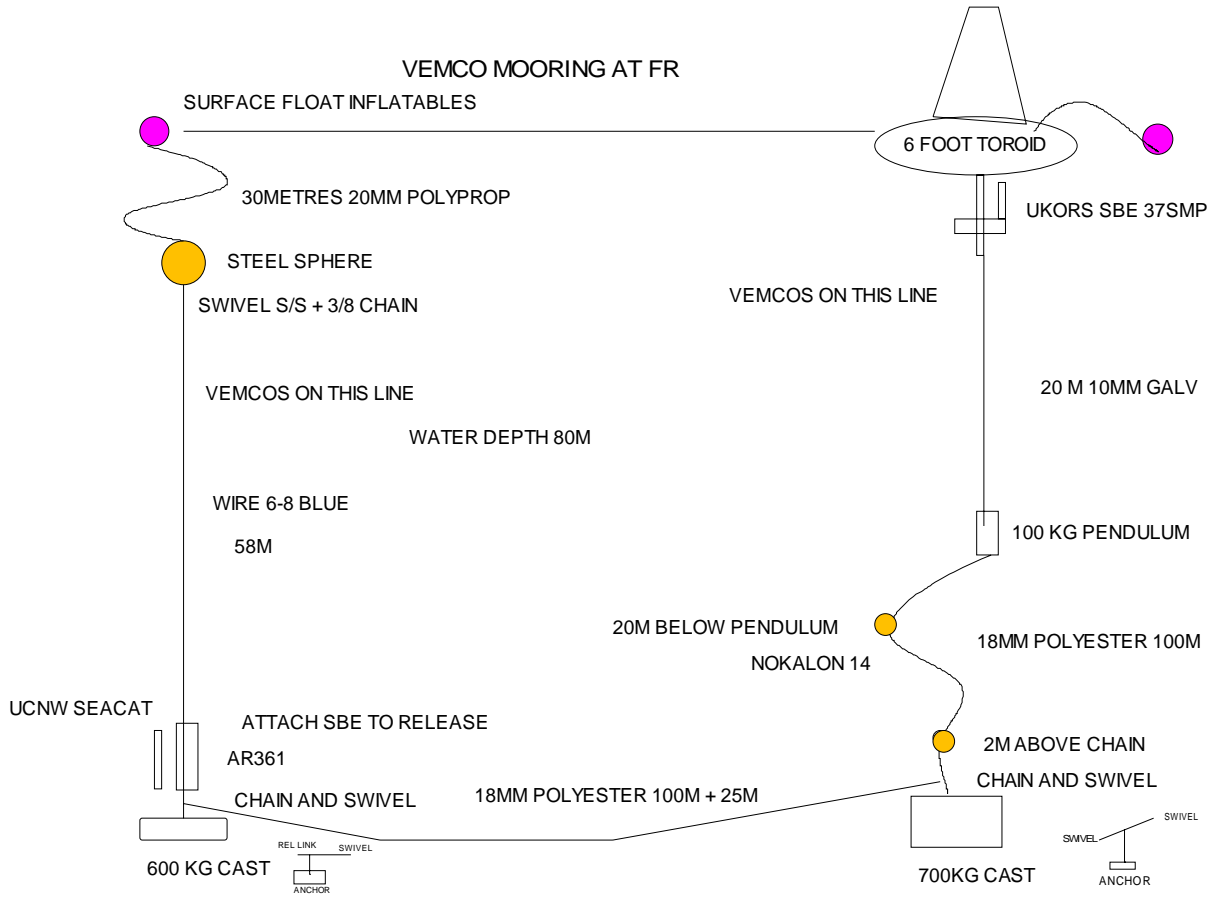 VEMCO MOORING AT FR
SURFACE FLOAT INFLATABLES
6 FOOT TOROID
30METRES 20MM POLYPROP
UKORS SBE 37SMP
STEEL SPHERE
SWIVEL S/S + 3/8 CHAIN
VEMCOS ON THIS LINE
VEMCOS ON THIS LINE
20 M 10MM GALV
WATER DEPTH 80M
WIRE 6-8 BLUE
58M
100 KG PENDULUM
20M BELOW PENDULUM
NOKALON 14
18MM POLYESTER 100M
UCNW SEACAT
ATTACH SBE TO RELEASE
AR361
2M ABOVE CHAIN
CHAIN AND SWIVEL
CHAIN AND SWIVEL
18MM POLYESTER 100M + 25M
600 KG CAST
REL LINK
SWIVEL
ANCHOR
700KG CAST
SWIVEL
SWIVEL
ANCHOR